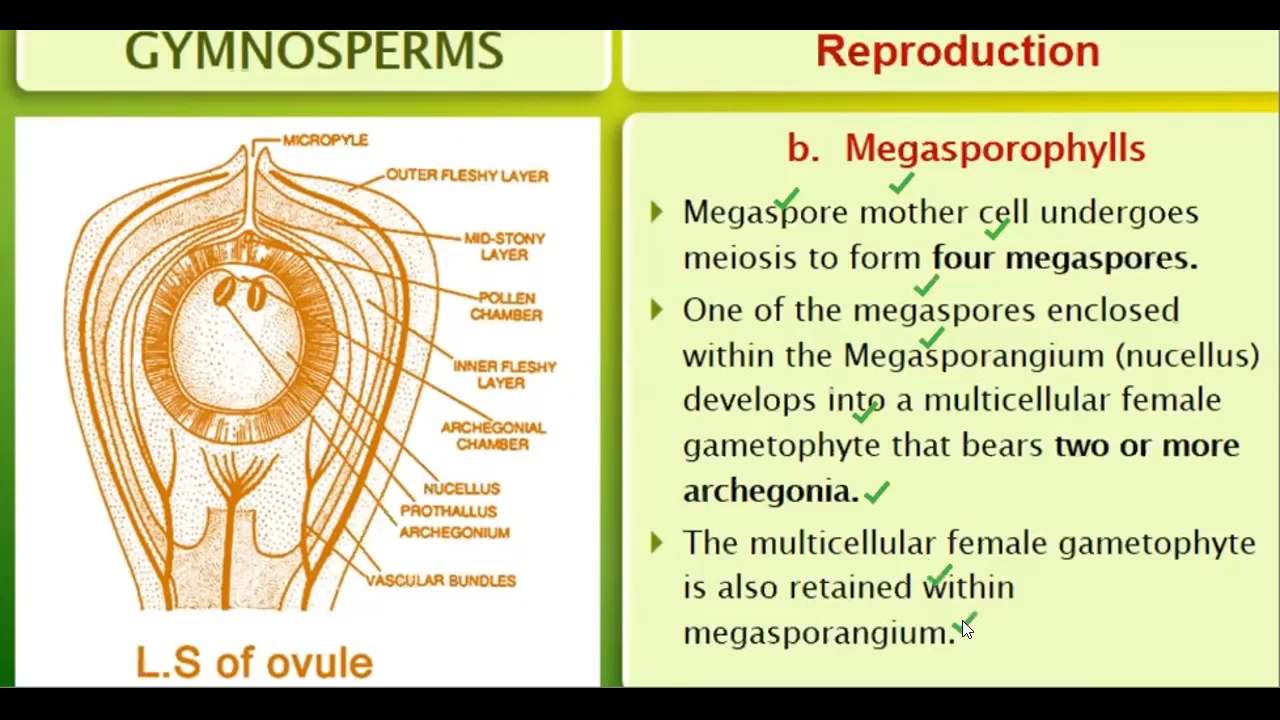 GYMNOSPERMS
Reproduction
MICROPYLE
OUTER FLESHY LAYER
MID-STONY
LAYER
POLLEN
CHAMBER
INNER FLESHY
LAYER
ARCHEGONIAL
CHAMBER
NUCELLUS
PROTHALLUS
ARCHEGONIUM
VASCULAR BUNDLES
L.S of ovule
b. Megasporophylls
Megaspore mother cell undergoes
meiosis to form four megaspores.
One of the megaspores enclosed
within the Megasporangium (nucellus)
develops into a multicellular female
gametophyte that bears two or more
archegonia.
The multicellular female gametophyte
is also retained within
megasporangium.